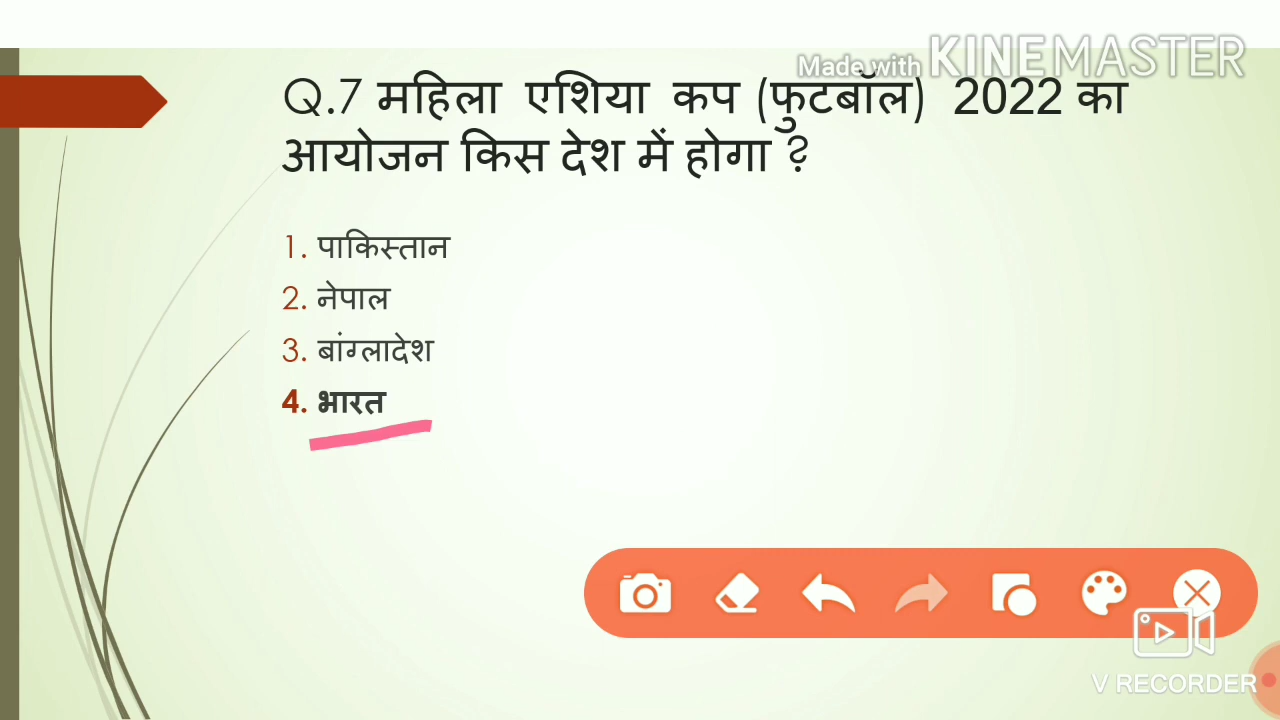 Made with KINEMASTER
Q.7 महिला एशिया कप (फुटबॉल) 2022 का
आयोजन किस देश में होगा ?
1. पाकिस्तान
2. नेपाल
3. बांग्लादेश
4. भारत
V RECORDER